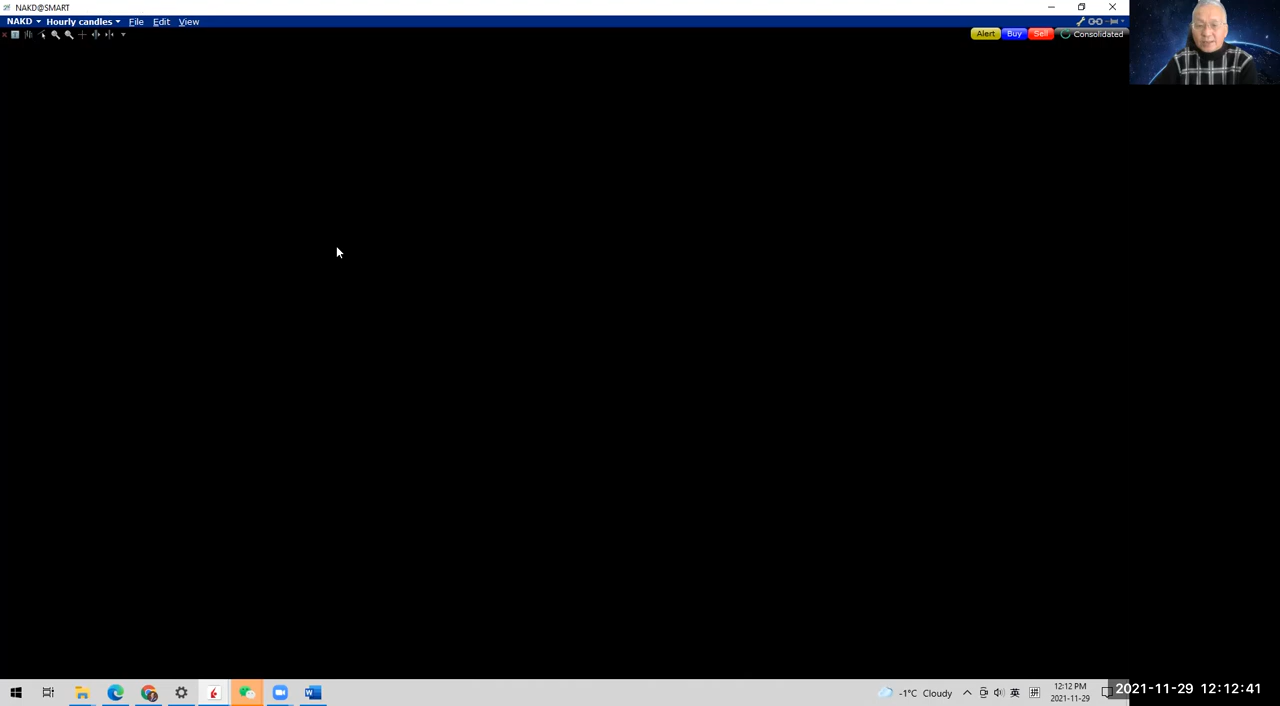 NAKD@SMART
NAKD Hourly candles File Edit View
Alert Buy Sell Consolidated
-1°C Cloudy
英 拼
12:12 PM
2021-11-29
2021-11-29 12:12:41